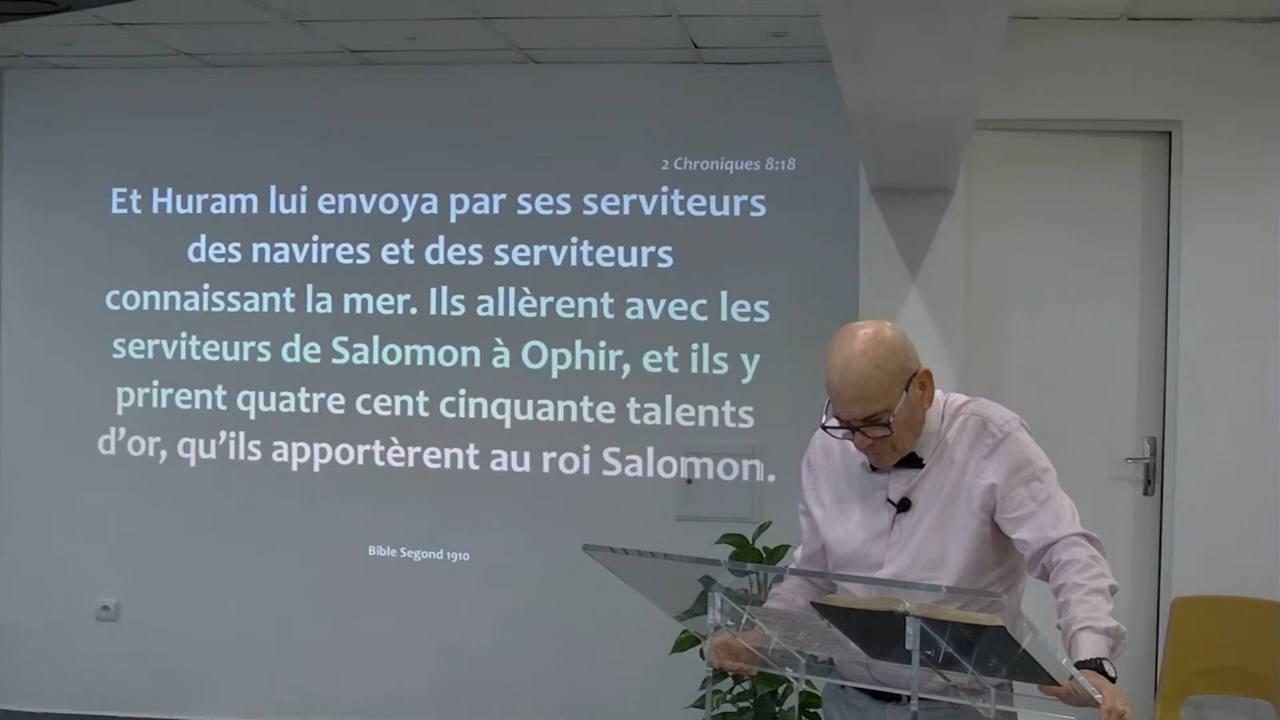 2 Chroniques 8:18
Et Huram lui envoya par ses serviteurs
des navires et des serviteurs
connaissant la mer. Ils allèrent avec les
serviteurs de Salomon à Ophir, et ils y
prirent quatre cent cinquante talents
d’or, qu’ils apportèrent au roi Salomon.
Bible Segond 1910